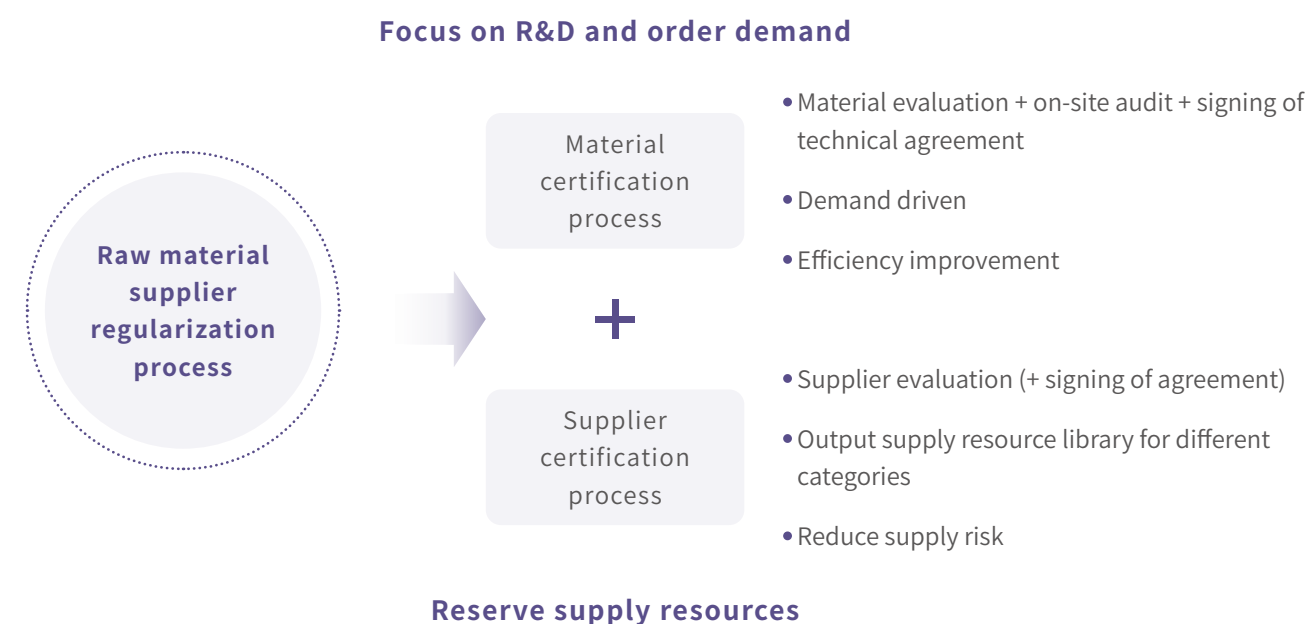 Focus on R&D and order demand
Raw material
supplier
regularization
process
Material
certification
process
+
Supplier
certification
process
• Material evaluation + on-site audit + signing of
technical agreement
• Demand driven
• Efficiency improvement
• Supplier evaluation (+ signing of agreement)
• Output supply resource library for different
categories
• Reduce supply risk
Reserve supply resources